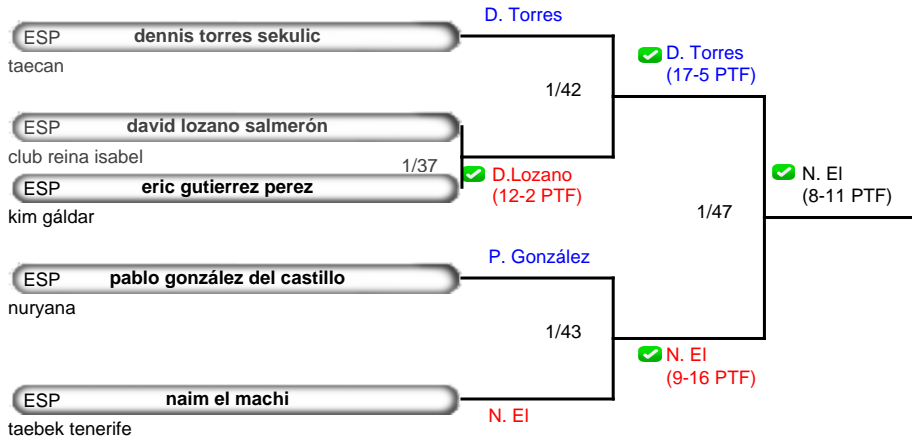 D. Torres
ESP dennis torres sekulic
taecan
D. Torres
(17-5 PTF)
1/42
ESP david lozano salmerón
club reina isabel
1/37
D.Lozano
(12-2 PTF)
ESP eric gutierrez perez
kim gáldar
N. El
(8-11 PTF)
1/47
P. González
ESP pablo gonzález del castillo
nuryana
1/43
N. El
(9-16 PTF)
ESP naim el machi
N. El
taebek tenerife